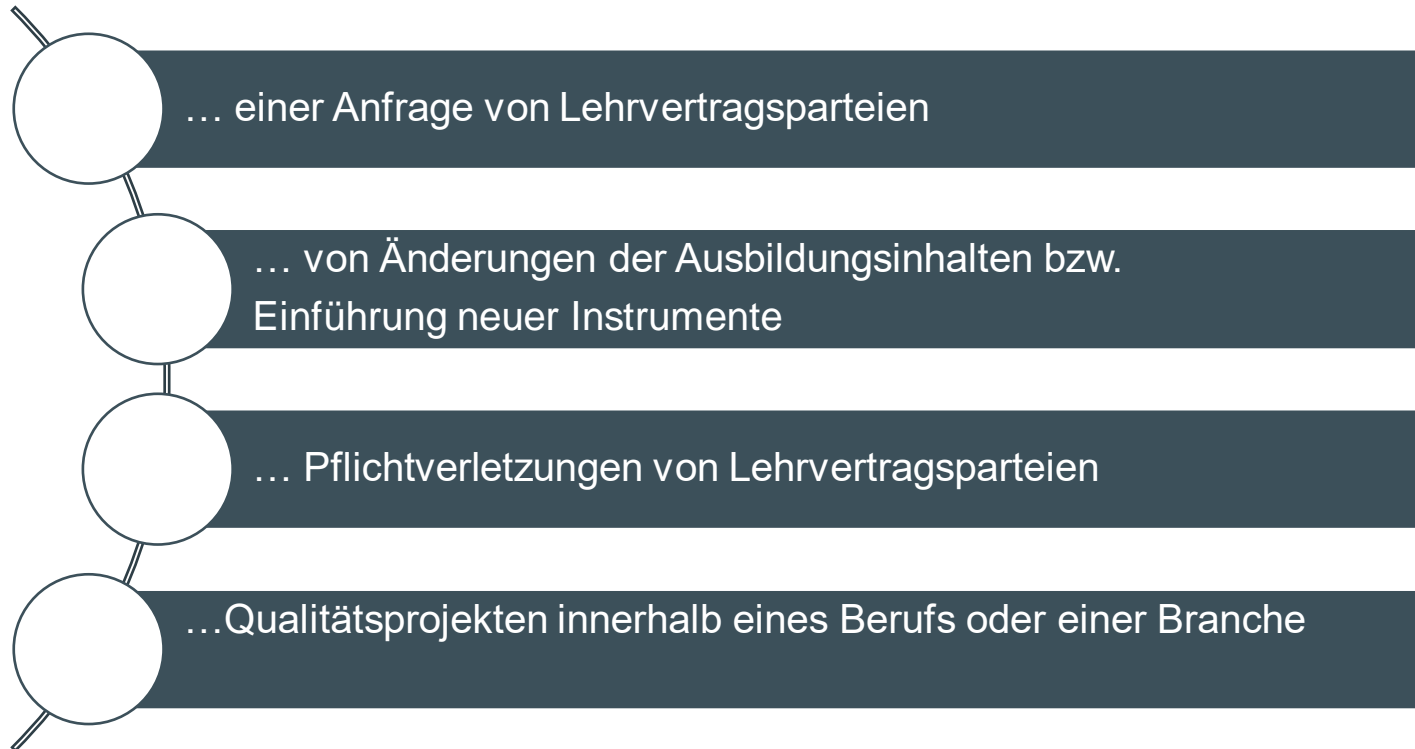 … einer Anfrage von Lehrvertragsparteien
… von Änderungen der Ausbildungsinhalten bzw.
Einführung neuer Instrumente
… Pflichtverletzungen von Lehrvertragsparteien
…Qualitätsprojekten innerhalb eines Berufs oder einer Branche